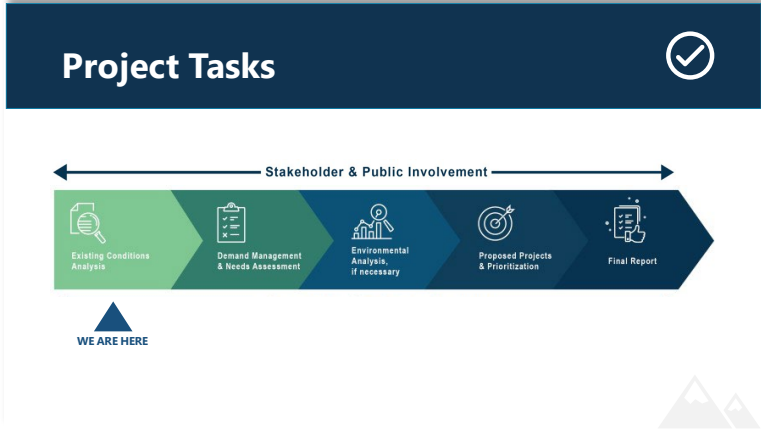 Project Tasks
Stakeholder & Public Involvement
Existing Conditions
Analysis
Demand Management
& Needs Assessment
Environmental
Analysis,
if necessary
Proposed Projects
& Prioritization
Final Report
WE ARE HERE